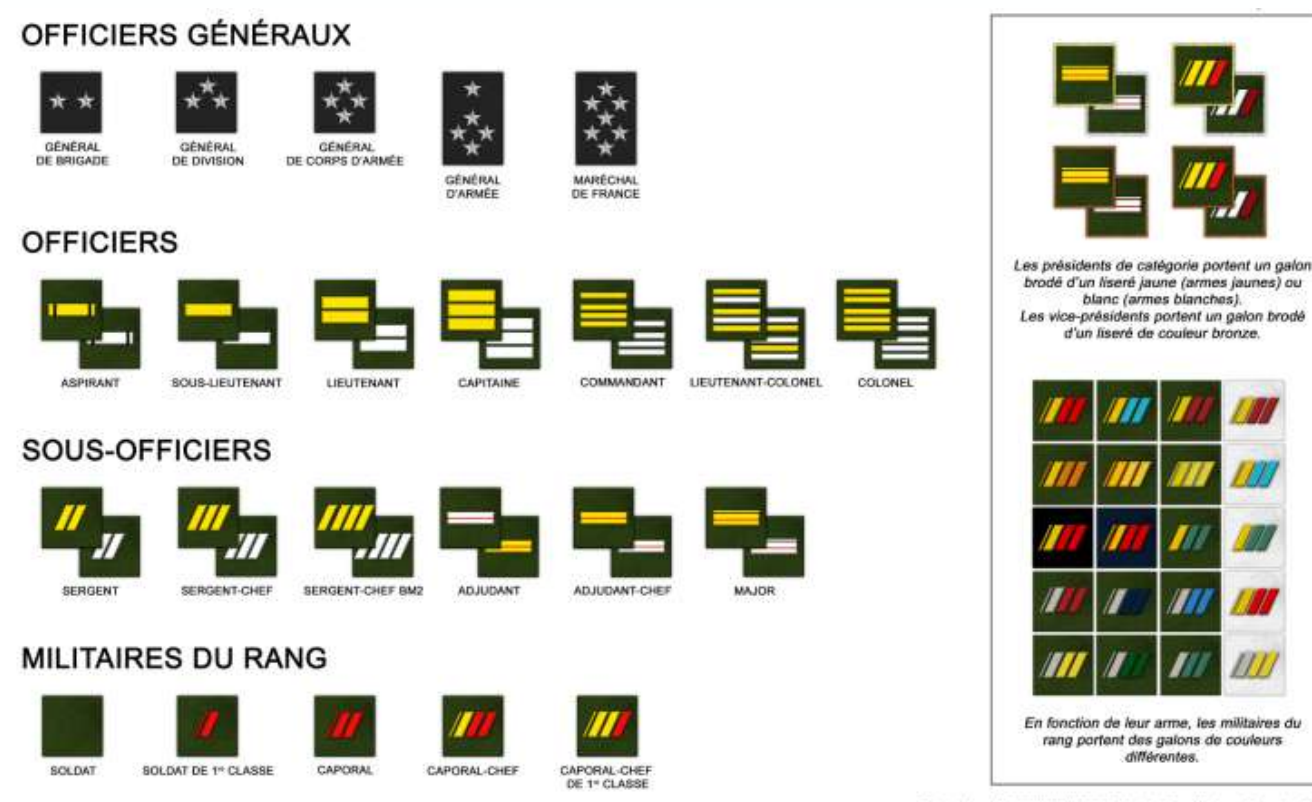 OFFICIERS GÉNÉRAUX
GÉNÉRAL
DE BRIGADE
GÉNÉRAL
DE DIVISION
GÉNÉRAL
DE CORPS D'ARMÉE
GÉNÉRAL
D'ARMÉE
MARÉCHAL
DE FRANCE
OFFICIERS
ASPIRANT
SOUS-LIEUTENANT
LIEUTENANT
CAPITAINE
COMMANDANT
LIEUTENANT-COLONEL
COLONEL
SOUS-OFFICIERS
SERGENT
SERGENT-CHEF
SERGENT-CHEF BM2
ADJUDANT
ADJUDANT-CHEF
MAJOR
MILITAIRES DU RANG
SOLDAT
SOLDAT DE 1re CLASSE
CAPORAL
CAPORAL-CHEF
CAPORAL-CHEF
DE 1re CLASSE
Les présidents de catégorie portent un galon
brodé d'un liseré jaune (armes jaunes) ou
blanc (armes blanches).
Les vice-présidents portent un galon brodé
d'un liseré de couleur bronze.
En fonction de leur arme, les militaires du
rang portent des galons de couleurs
différentes.